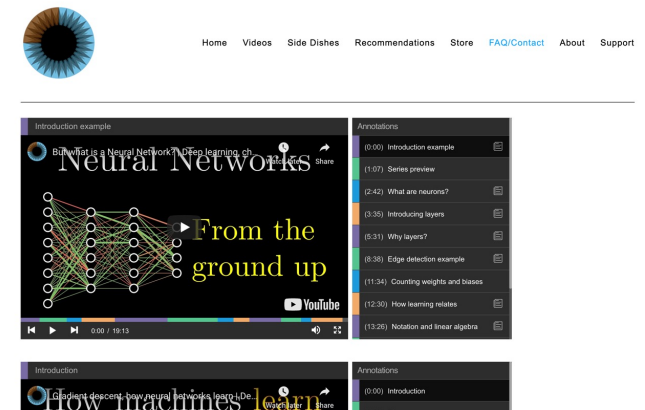 Home Videos Side Dishes Recommendations Store FAQ/Contact About Support
Introduction example
Annotations
But what is a Neural Network? | Deep learning, ch...
Watch later Share
Neural Networks
From the
ground up
YouTube
0:00 / 19:13
(0:00) Introduction example
(1:07) Series preview
(2:42) What are neurons?
(3:35) Introducing layers
(5:31) Why layers?
(8:38) Edge detection example
(11:34) Counting weights and biases
(12:30) How learning relates
(13:26) Notation and linear algebra
Introduction
Annotations
Gradient descent, how neural networks learn | De...
Watch later Share
How machines learn
(0:00) Introduction